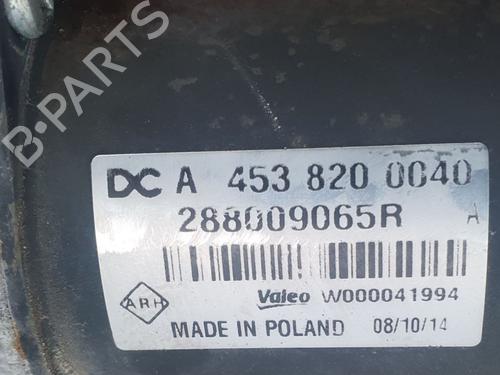 B-PARTS
DC A 453 820 0040
288009065R A
ARH Valeo W000041994
MADE IN POLAND 08/10/14